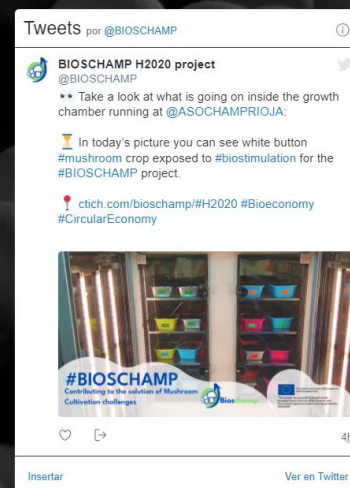 Tweets por @BIOSCHAMP
BIOSCHAMP H2020 project
@BIOSCHAMP
Take a look at what is going on inside the growth
chamber running at @ASOCHAMPRIOJA:
In today's picture you can see white button
#mushroom crop exposed to #biostimulation for the
#BIOSCHAMP project.
ctich.com/bioschamp/#H2020 #Bioeconomy
#CircularEconomy
#BIOSCHAMP
Contributing to the solution of Mushroom
Cultivation challenges
Bioschamp
4h
Insertar
Ver en Twitter